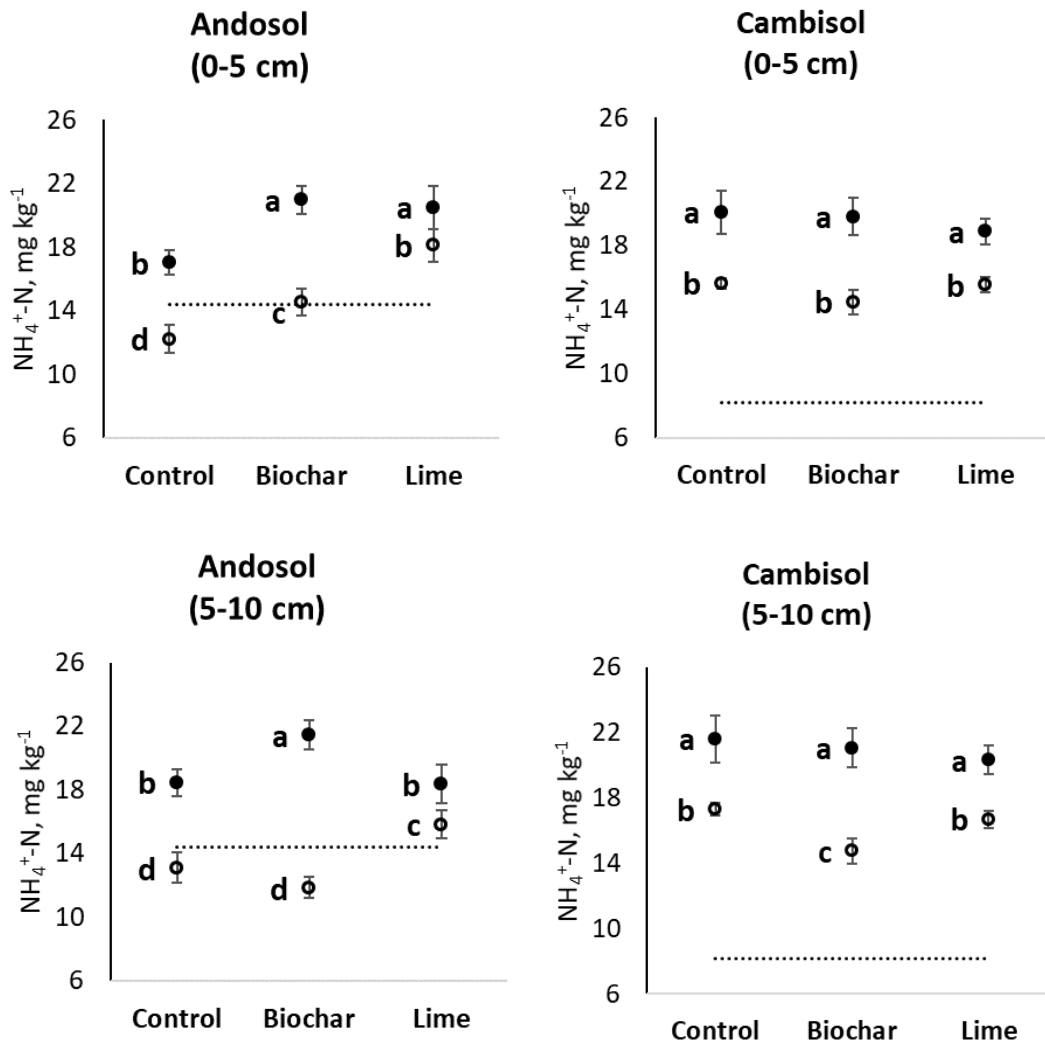 Andosol
(0-5 cm)
NH₄⁺-N, mg kg⁻¹
26
22
18
14
10
6
b
d
a
c
a
b
Control Biochar Lime
Cambisol
(0-5 cm)
NH₄⁺-N, mg kg⁻¹
26
22
18
14
10
6
a
b
a
b
a
b
Control Biochar Lime
Andosol
(5-10 cm)
NH₄⁺-N, mg kg⁻¹
26
22
18
14
10
6
b
d
a
d
b
c
Control Biochar Lime
Cambisol
(5-10 cm)
NH₄⁺-N, mg kg⁻¹
26
22
18
14
10
6
a
b
a
c
a
b
Control Biochar Lime